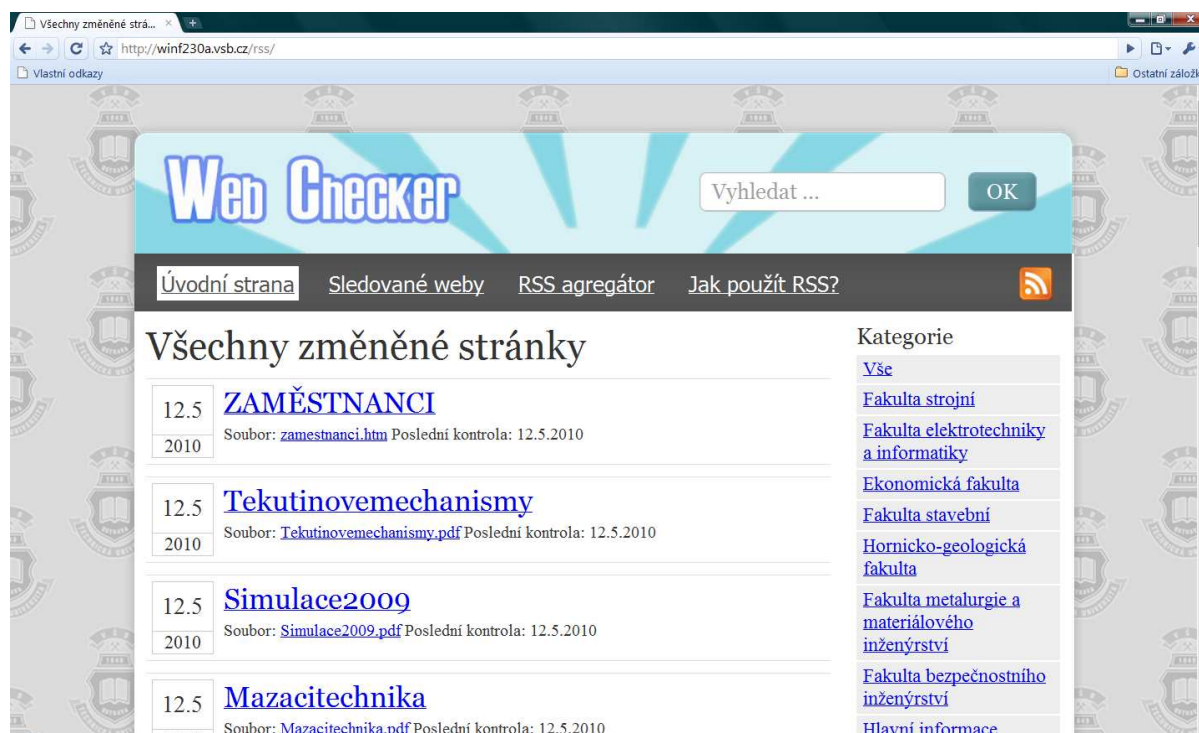 Všechny změněné strá...
http://winf230a.vsb.cz/rss/
Vlastní odkazy
Ostatní zálož
Web Checker
Vyhledat ...
OK
Úvodní strana
Sledované weby
RSS agregátor
Jak použít RSS?
Všechny změněné stránky
12.5
2010
ZAMĚSTNANCI
Soubor: zamestnanci.htm Poslední kontrola: 12.5.2010
12.5
2010
Tekutinovemechanismy
Soubor: Tekutinovemechanismy.pdf Poslední kontrola: 12.5.2010
12.5
2010
Simulace2009
Soubor: Simulace2009.pdf Poslední kontrola: 12.5.2010
12.5
Mazacitechnika
Soubor: Mazacitechnika.pdf Poslední kontrola: 12.5.2010
Kategorie
Vše
Fakulta strojní
Fakulta elektrotechniky
a informatiky
Ekonomická fakulta
Fakulta stavební
Hornicko-geologická
fakulta
Fakulta metalurgie a
materiálového
inženýrství
Fakulta bezpečnostního
inženýrství
Hlavní informace